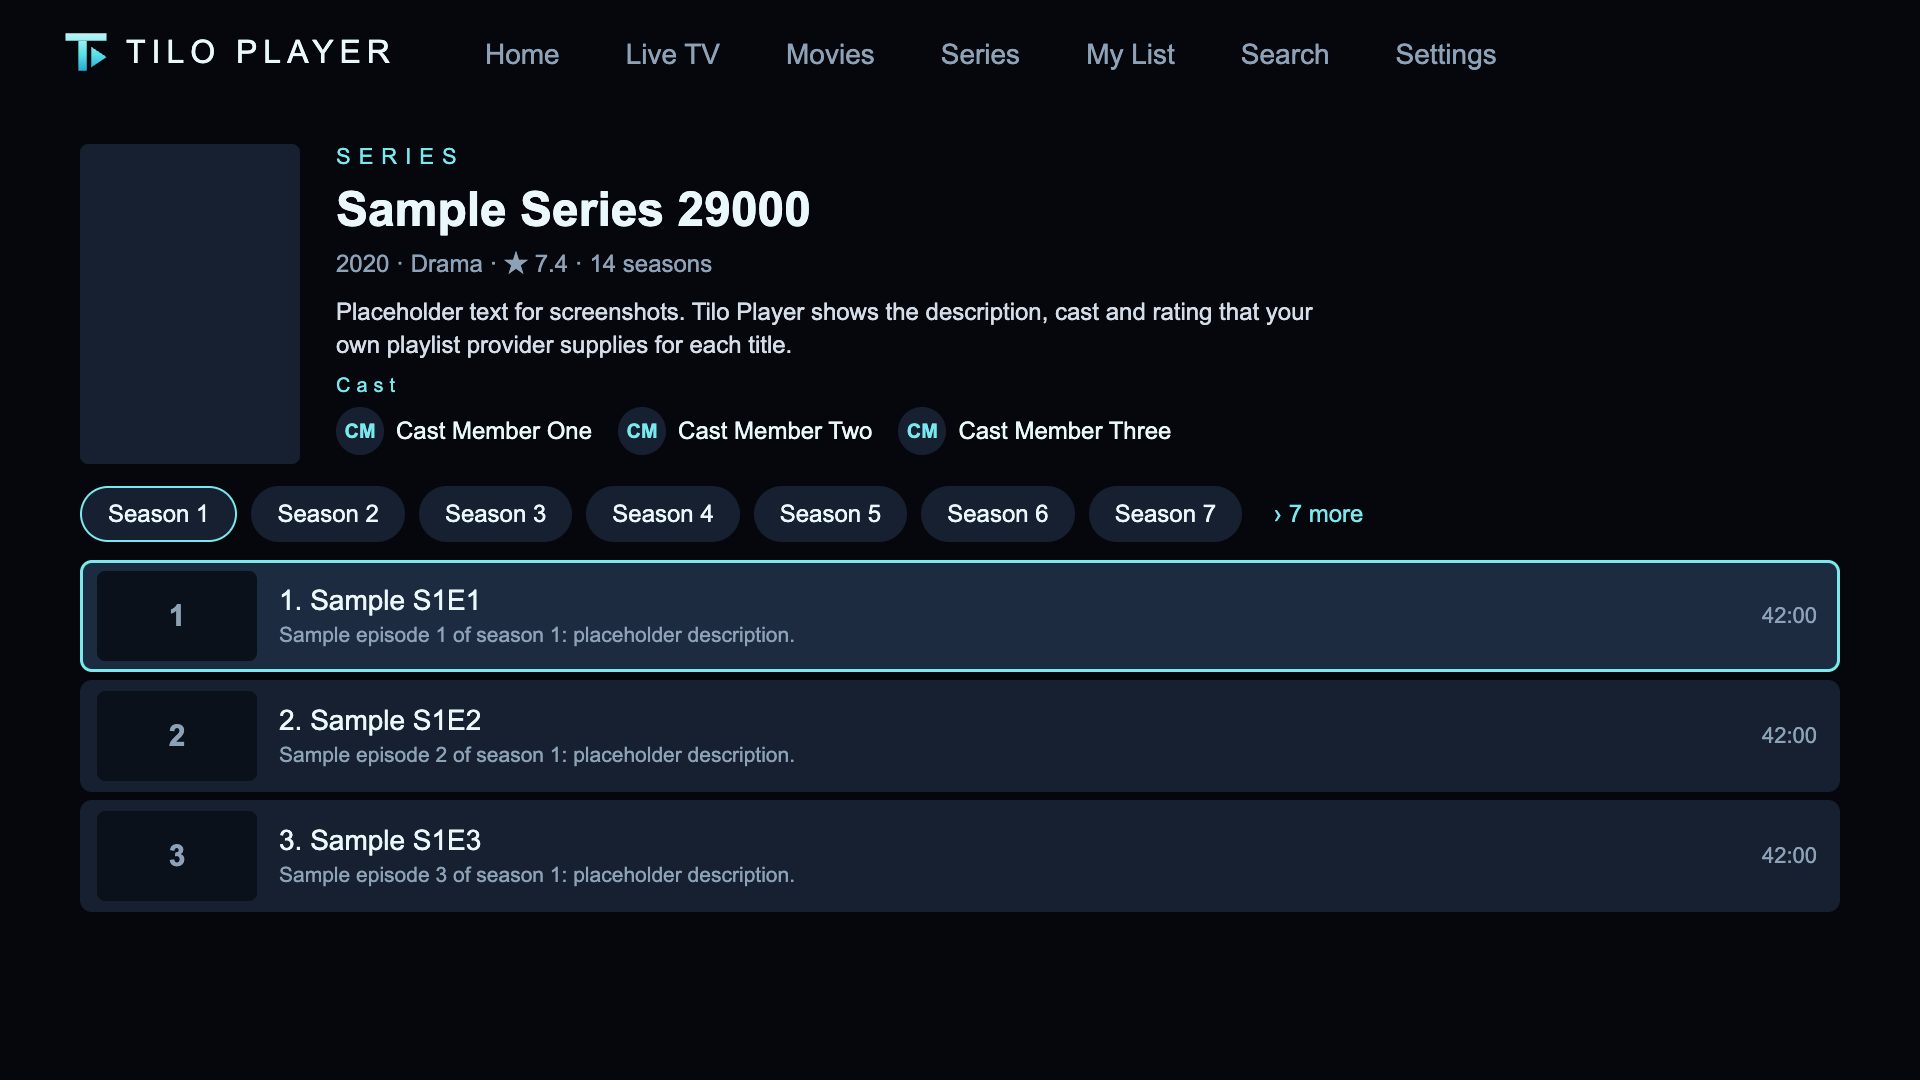 TILO PLAYER Home Live TV Movies Series My List Search Settings
SERIES
Sample Series 29000
2020 · Drama · ★ 7.4 · 14 seasons
Placeholder text for screenshots. Tilo Player shows the description, cast and rating that your
own playlist provider supplies for each title.
Cast
CM Cast Member One CM Cast Member Two CM Cast Member Three
Season 1 Season 2 Season 3 Season 4 Season 5 Season 6 Season 7 › 7 more
1 1. Sample S1E1 42:00
Sample episode 1 of season 1: placeholder description.
2 2. Sample S1E2 42:00
Sample episode 2 of season 1: placeholder description.
3 3. Sample S1E3 42:00
Sample episode 3 of season 1: placeholder description.